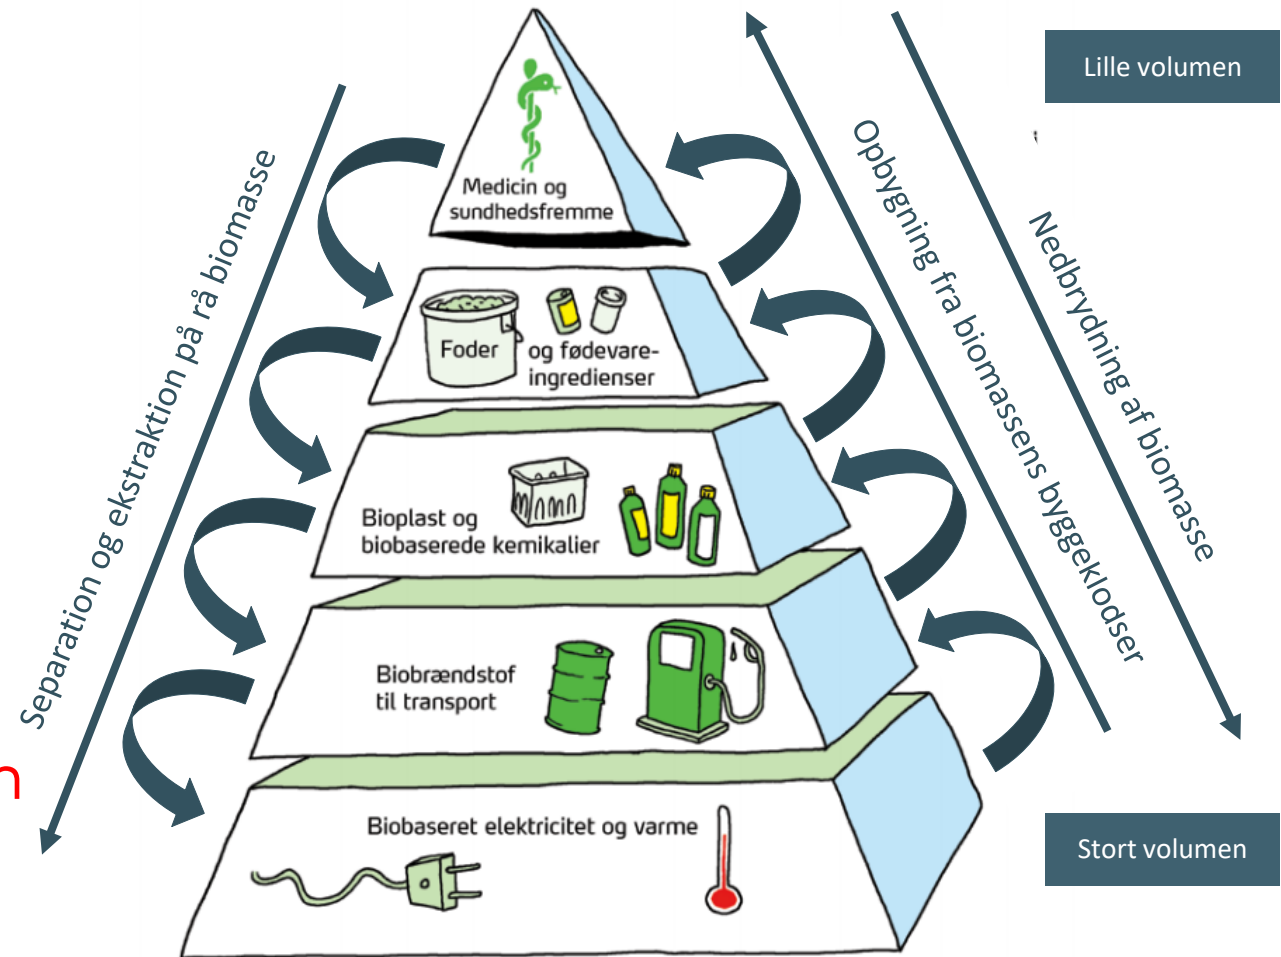 Lille volumen
Separation og ekstraktion på rå biomasse
Opbygning fra biomassens byggeklodser
Nedbrydning af biomasse
Medicin og
sundhedsfremme
Foder og fødevare-
ingredienser
Bioplast og
biobaserede kemikalier
Biobrændstof
til transport
Biobaseret elektricitet og varme
Stort volumen
n